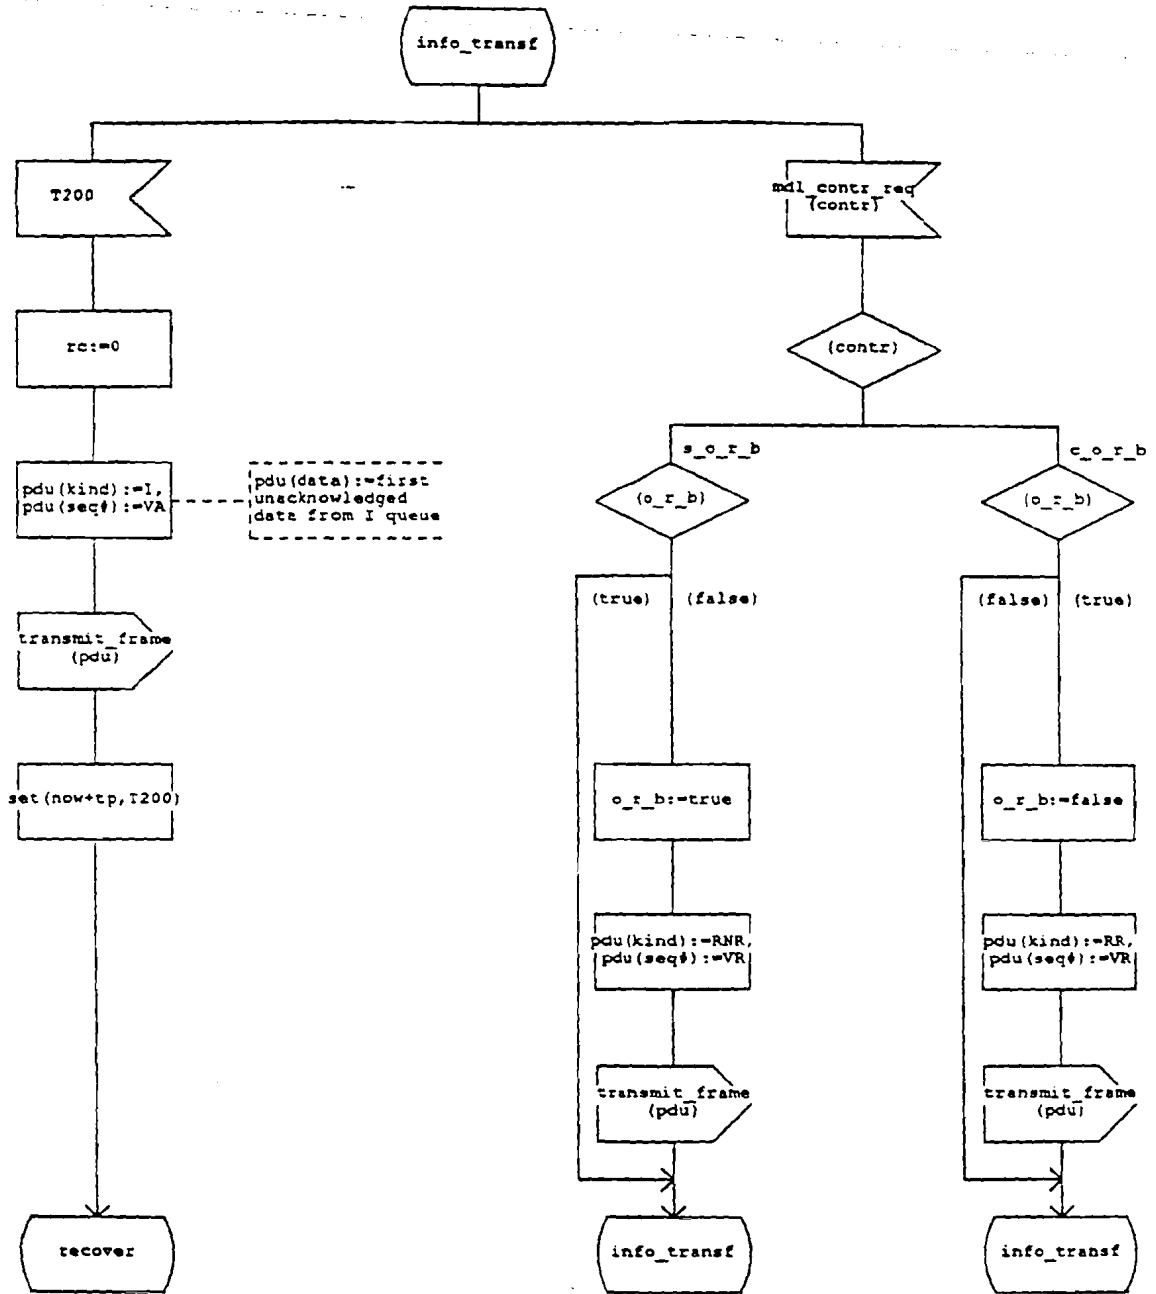 info_transf
T200
rc:=0
pdu(kind):=I,
pdu(seq#):=VA
pdu(data):=first
unacknowledged
data from I queue
transmit_frame
(pdu)
set(now+tp,T200)
recover
mdl_contr_req
(contr)
(contr)
s_o_r_b
(o_r_b)
(true)
(false)
o_r_b:=true
pdu(kind):=RNR,
pdu(seq#):=VR
transmit_frame
(pdu)
info_transf
c_o_r_b
(o_r_b)
(false)
(true)
o_r_b:=false
pdu(kind):=RR,
pdu(seq#):=VR
transmit_frame
(pdu)
info_transf